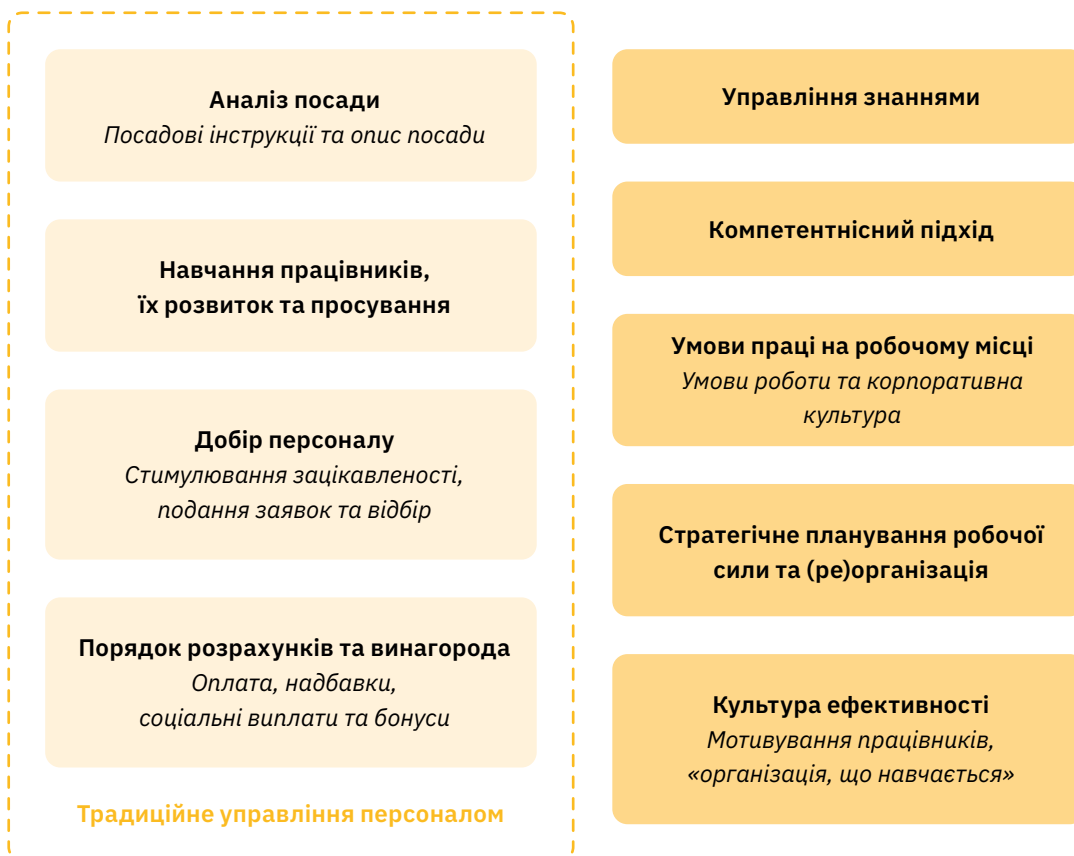 Аналіз посади
Посадові інструкції та опис посади
Навчання працівників,
їх розвиток та просування
Добір персоналу
Стимулювання зацікавленості,
подання заявок та відбір
Порядок розрахунків та винагорода
Оплата, надбавки,
соціальні виплати та бонуси
Традиційне управління персоналом
Управління знаннями
Компетентнісний підхід
Умови праці на робочому місці
Умови роботи та корпоративна
культура
Стратегічне планування робочої
сили та (ре)організація
Культура ефективності
Мотивування працівників,
«організація, що навчається»